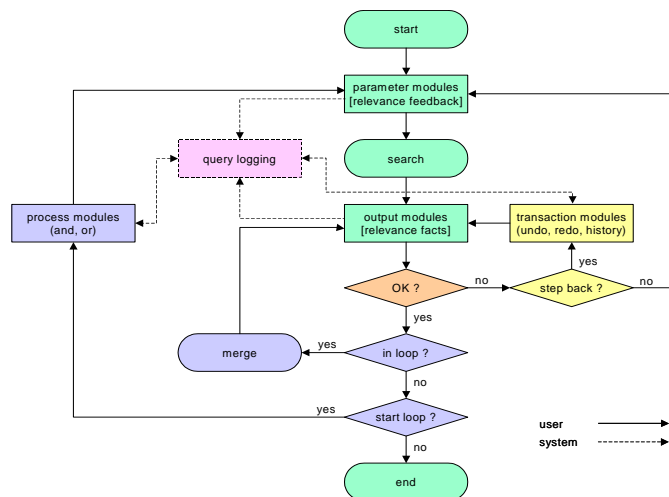 start
parameter modules
[relevance feedback]
query logging
search
process modules
(and, or)
output modules
[relevance facts]
transaction modules
(undo, redo, history)
yes
OK ?
no
step back ?
no
yes
merge
yes
in loop ?
no
yes
start loop ?
no
user
system
end